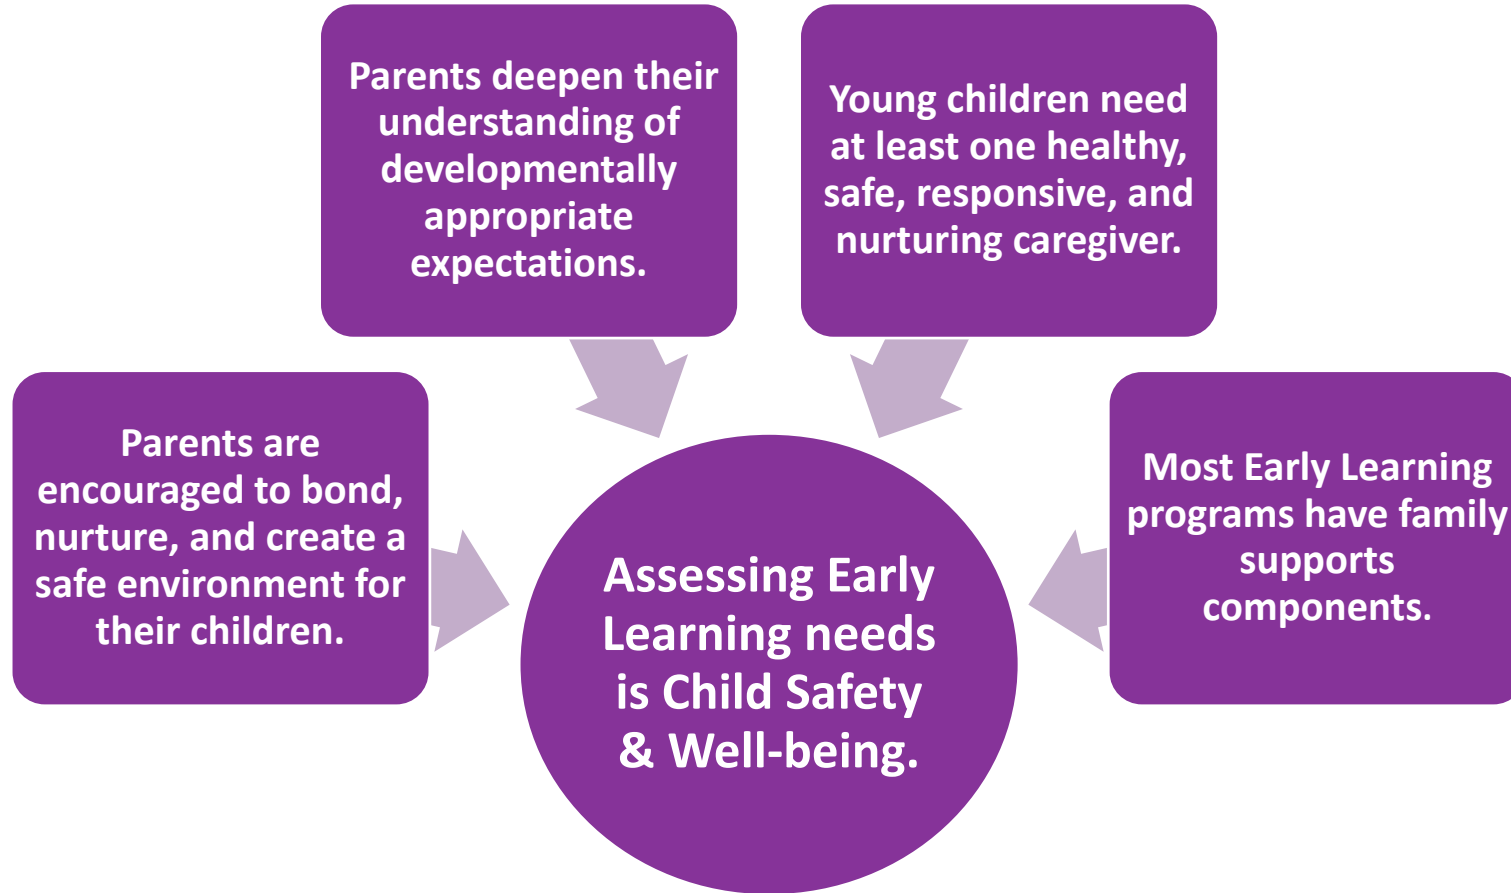 Parents deepen their
understanding of
developmentally
appropriate
expectations.
Young children need
at least one healthy,
safe, responsive, and
nurturing caregiver.
Parents are
encouraged to bond,
nurture, and create a
safe environment for
their children.
Most Early Learning
programs have family
supports
components.
Assessing Early
Learning needs
is Child Safety
& Well-being.